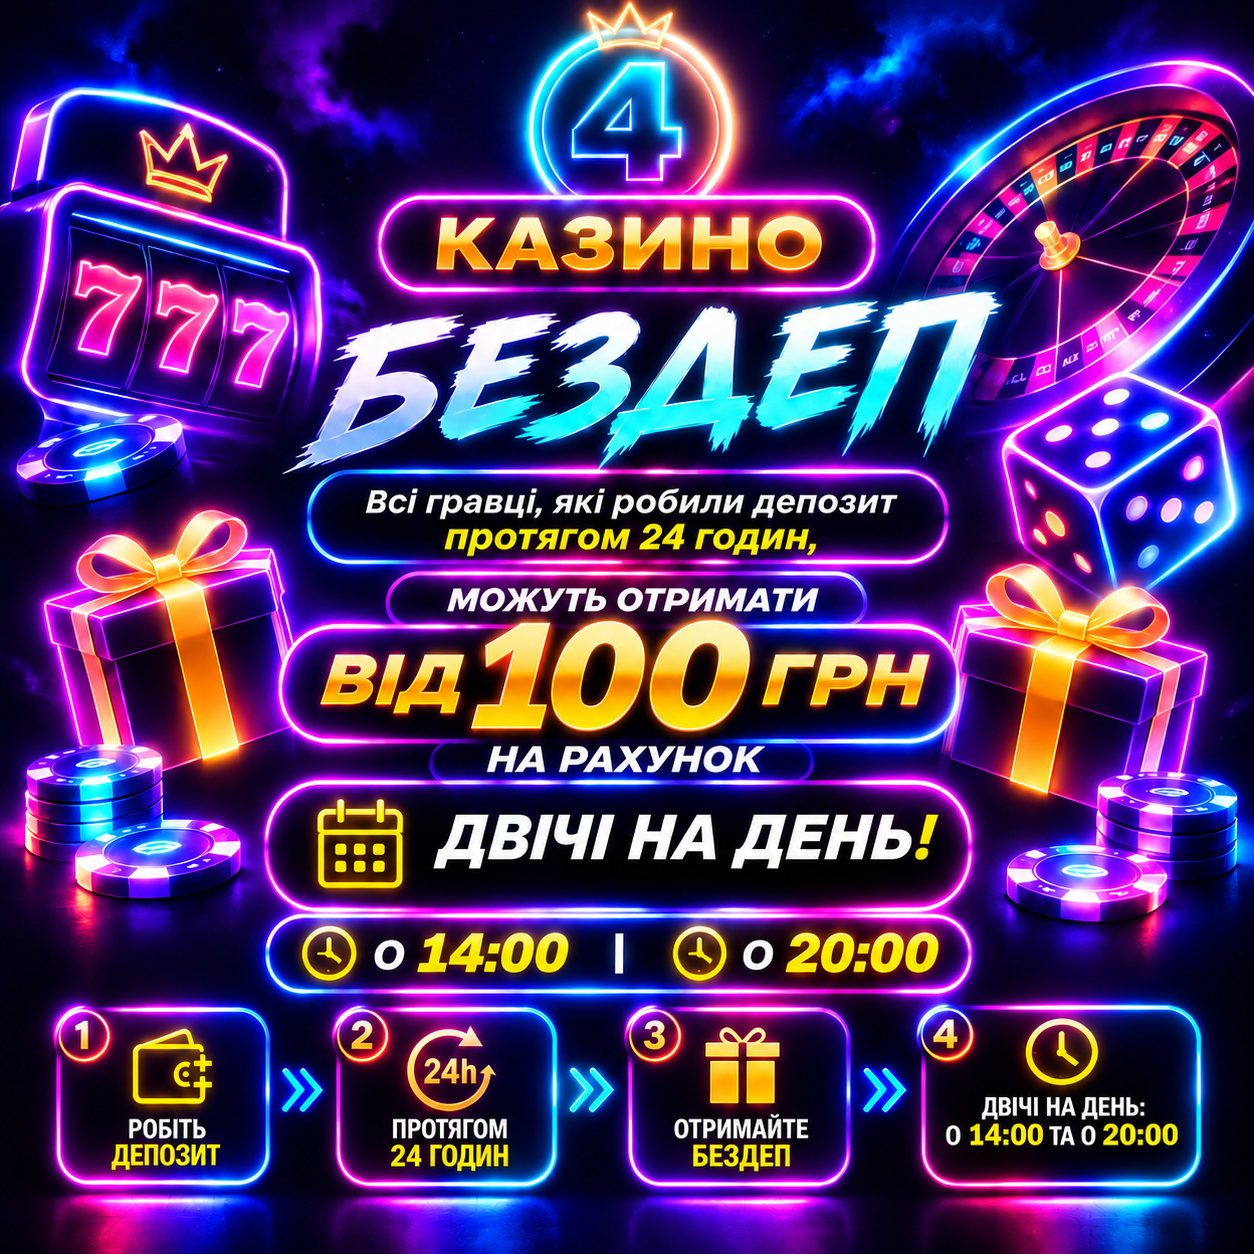 4
КАЗИНО
777
БЕЗДЕП
Всі гравці, які робили депозит
протягом 24 годин,
МОЖУТЬ ОТРИМАТИ
ВІД 100 ГРН
НА РАХУНОК
ДВІЧІ НА ДЕНЬ!
О 14:00 | О 20:00
1
РОБІТЬ
ДЕПОЗИТ
2
24h
ПРОТЯГОМ
24 ГОДИН
3
ОТРИМАЙТЕ
БЕЗДЕП
4
ДВІЧІ НА ДЕНЬ:
О 14:00 ТА О 20:00